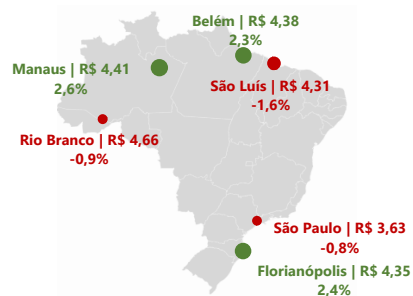 Belém | R$ 4,38
2,3%
Manaus | R$ 4,41
2,6%
São Luís | R$ 4,31
-1,6%
Rio Branco | R$ 4,66
-0,9%
São Paulo | R$ 3,63
-0,8%
Florianópolis | R$ 4,35
2,4%